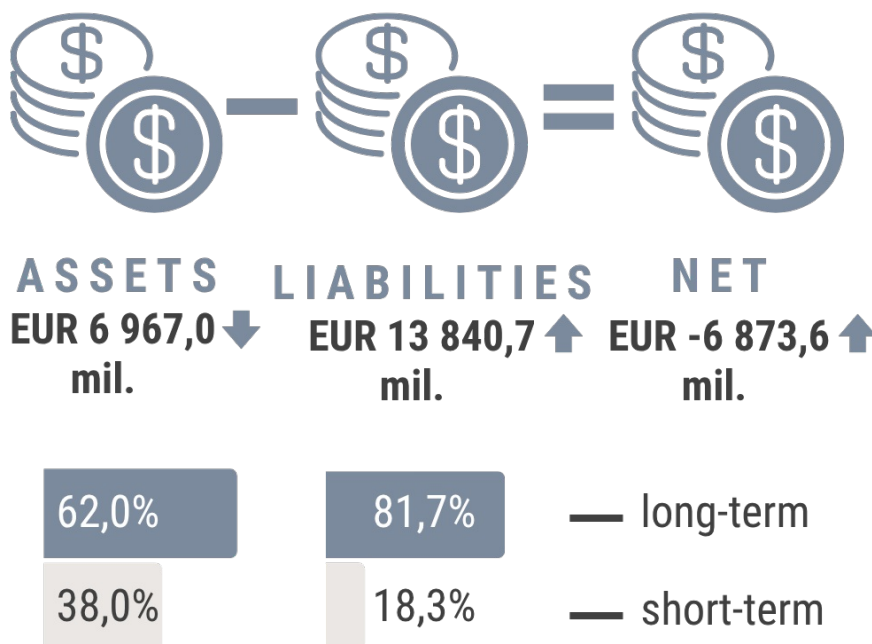 ASSETS
EUR 6 967,0
mil.
LIABILITIES
EUR 13 840,7
mil.
NET
EUR -6 873,6
mil.
62,0%
81,7%
long-term
38,0%
18,3%
short-term